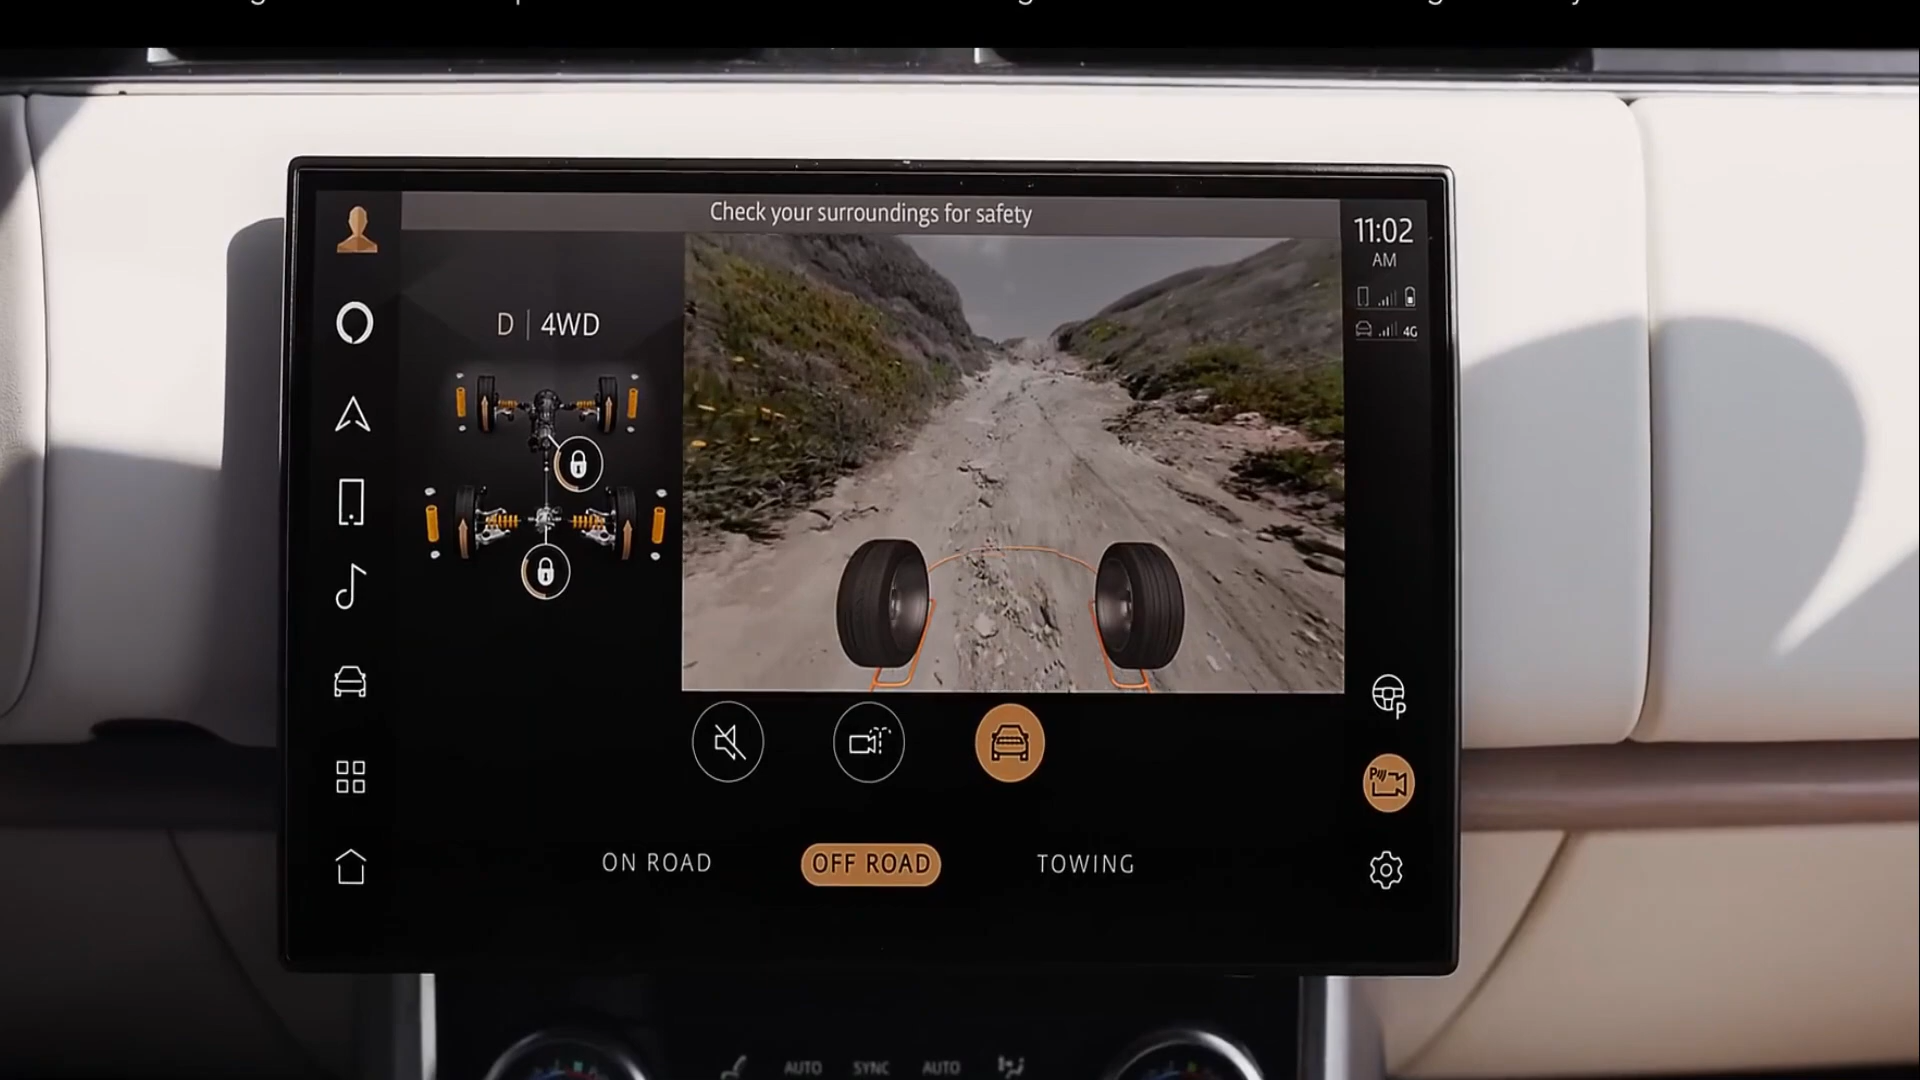 Check your surroundings for safety
11:02
AM
D | 4WD
4G
P
P
ON ROAD
OFF ROAD
TOWING
AUTO SYNC AUTO